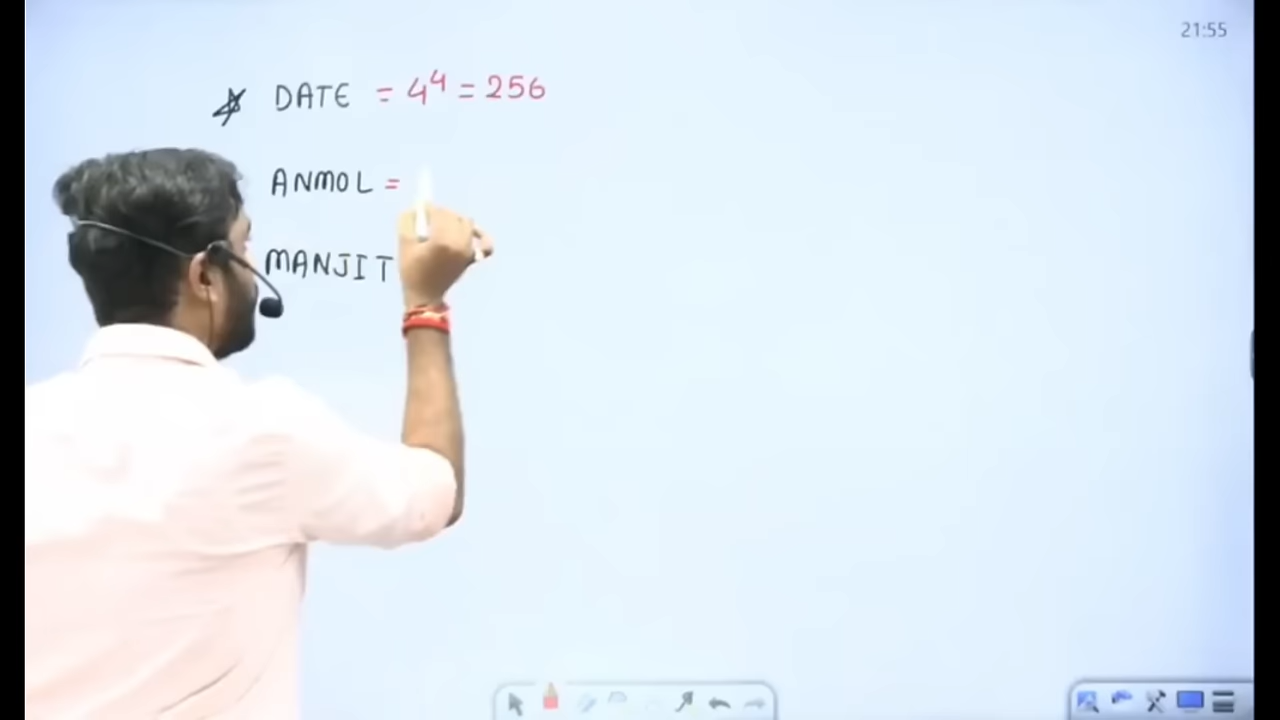 21:55
☆ DATE = 4⁴ = 256
ANMOL =
MANJIT